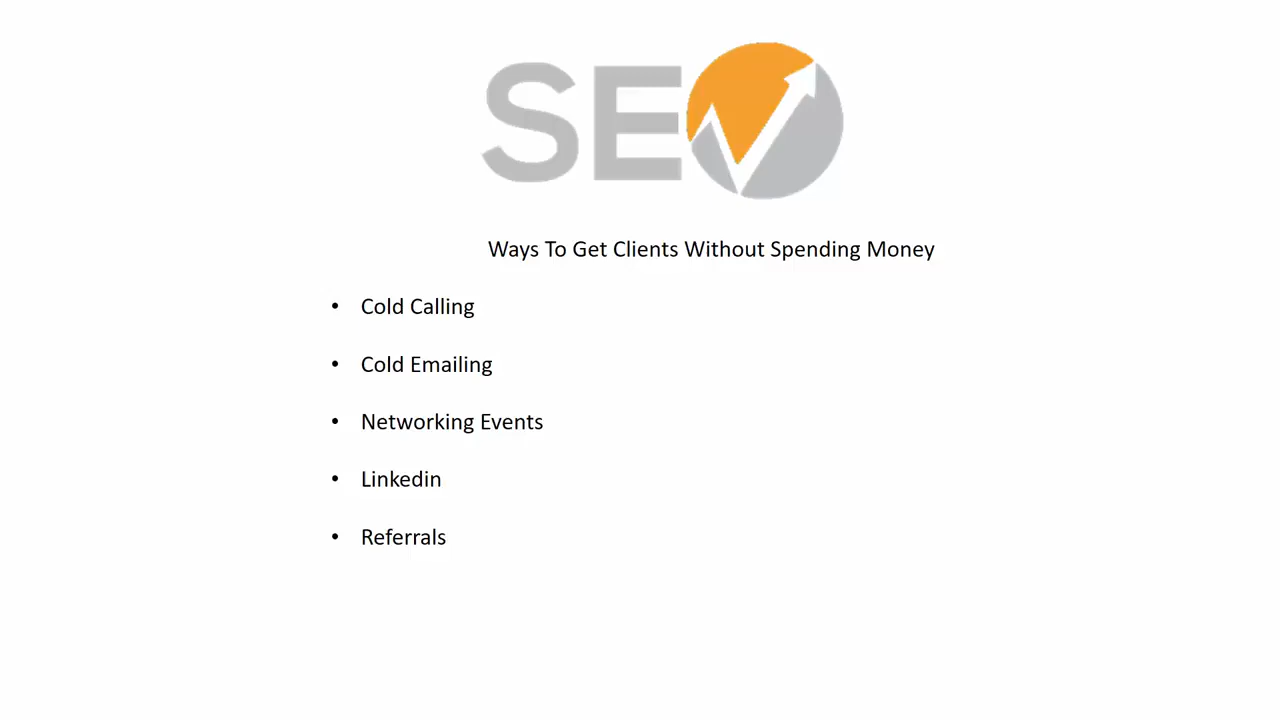 SEO
Ways To Get Clients Without Spending Money
• Cold Calling
• Cold Emailing
• Networking Events
• Linkedin
• Referrals